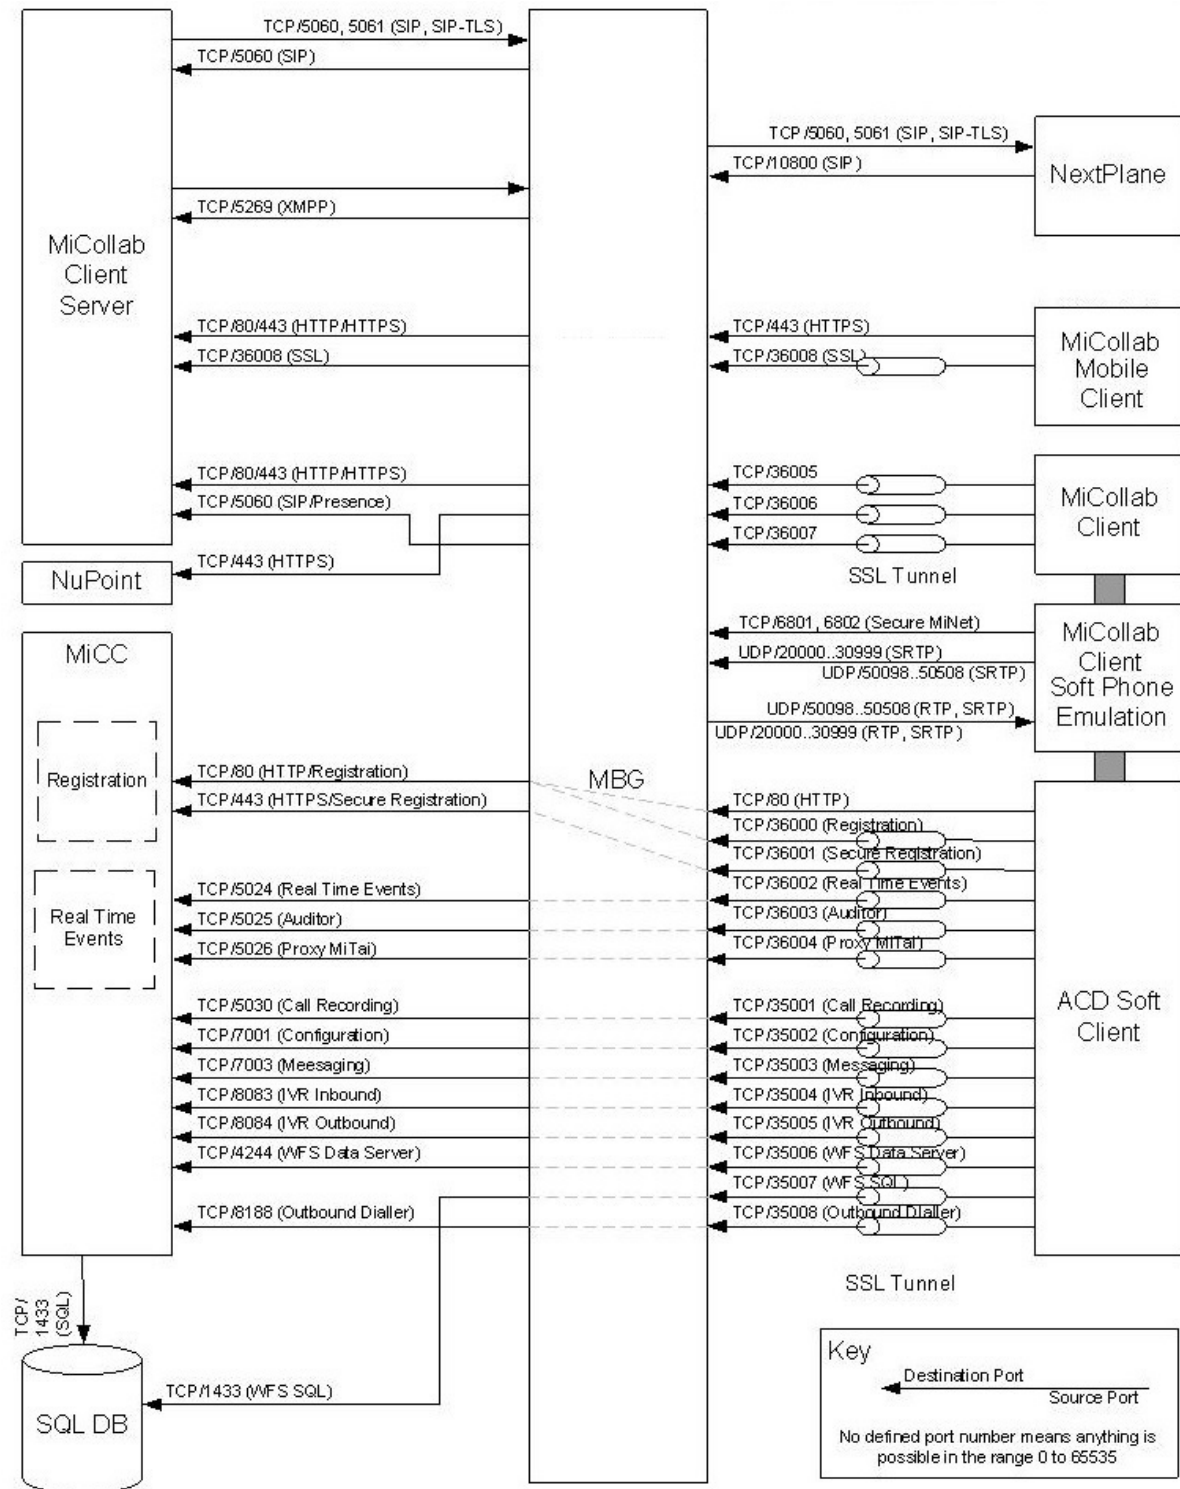 TCP/5060, 5061 (SIP, SIP-TLS)
TCP/5060 (SIP)
TCP/5060, 5061 (SIP, SIP-TLS)
TCP/10800 (SIP)
NextPlane
TCP/5269 (XMPP)
MiCollab
Client
Server
TCP/80/443 (HTTP/HTTPS)
TCP/36008 (SSL)
TCP/443 (HTTPS)
TCP/36008 (SSL)
MiCollab
Mobile
Client
TCP/80/443 (HTTP/HTTPS)
TCP/5060 (SIP/Presence)
TCP/36005
TCP/36006
TCP/36007
SSL Tunnel
MiCollab
Client
TCP/443 (HTTPS)
NuPoint
TCP/6801, 6802 (Secure MiNet)
UDP/20000..30999 (SRTP)
UDP/50098..50508 (SRTP)
UDP/50098..50508 (RTP, SRTP)
UDP/20000..30999 (RTP, SRTP)
MiCollab
Client
Soft Phone
Emulation
MiCC
Registration
TCP/80 (HTTP/Registration)
TCP/443 (HTTPS/Secure Registration)
MBG
TCP/80 (HTTP)
TCP/36000 (Registration)
TCP/36001 (Secure Registration)
TCP/36002 (Real Time Events)
TCP/36003 (Auditor)
TCP/36004 (Proxy MiTai)
Real Time
Events
TCP/5024 (Real Time Events)
TCP/5025 (Auditor)
TCP/5026 (Proxy MiTai)
TCP/5030 (Call Recording)
TCP/7001 (Configuration)
TCP/7003 (Meesaging)
TCP/8083 (IVR Inbound)
TCP/8084 (IVR Outbound)
TCP/4244 (WFS Data Server)
TCP/8188 (Outbound Dialler)
TCP/35001 (Call Recording)
TCP/35002 (Configuration)
TCP/35003 (Messaging)
TCP/35004 (IVR Inbound)
TCP/35005 (IVR Outbound)
TCP/35006 (WFS Data Server)
TCP/35007 (WFS SQL)
TCP/35008 (Outbound Dialler)
ACD Soft
Client
SSL Tunnel
TCP/
1433
(SQL)
TCP/1433 (WFS SQL)
SQL DB
Key
Destination Port
Source Port
No defined port number means anything is
possible in the range 0 to 65535